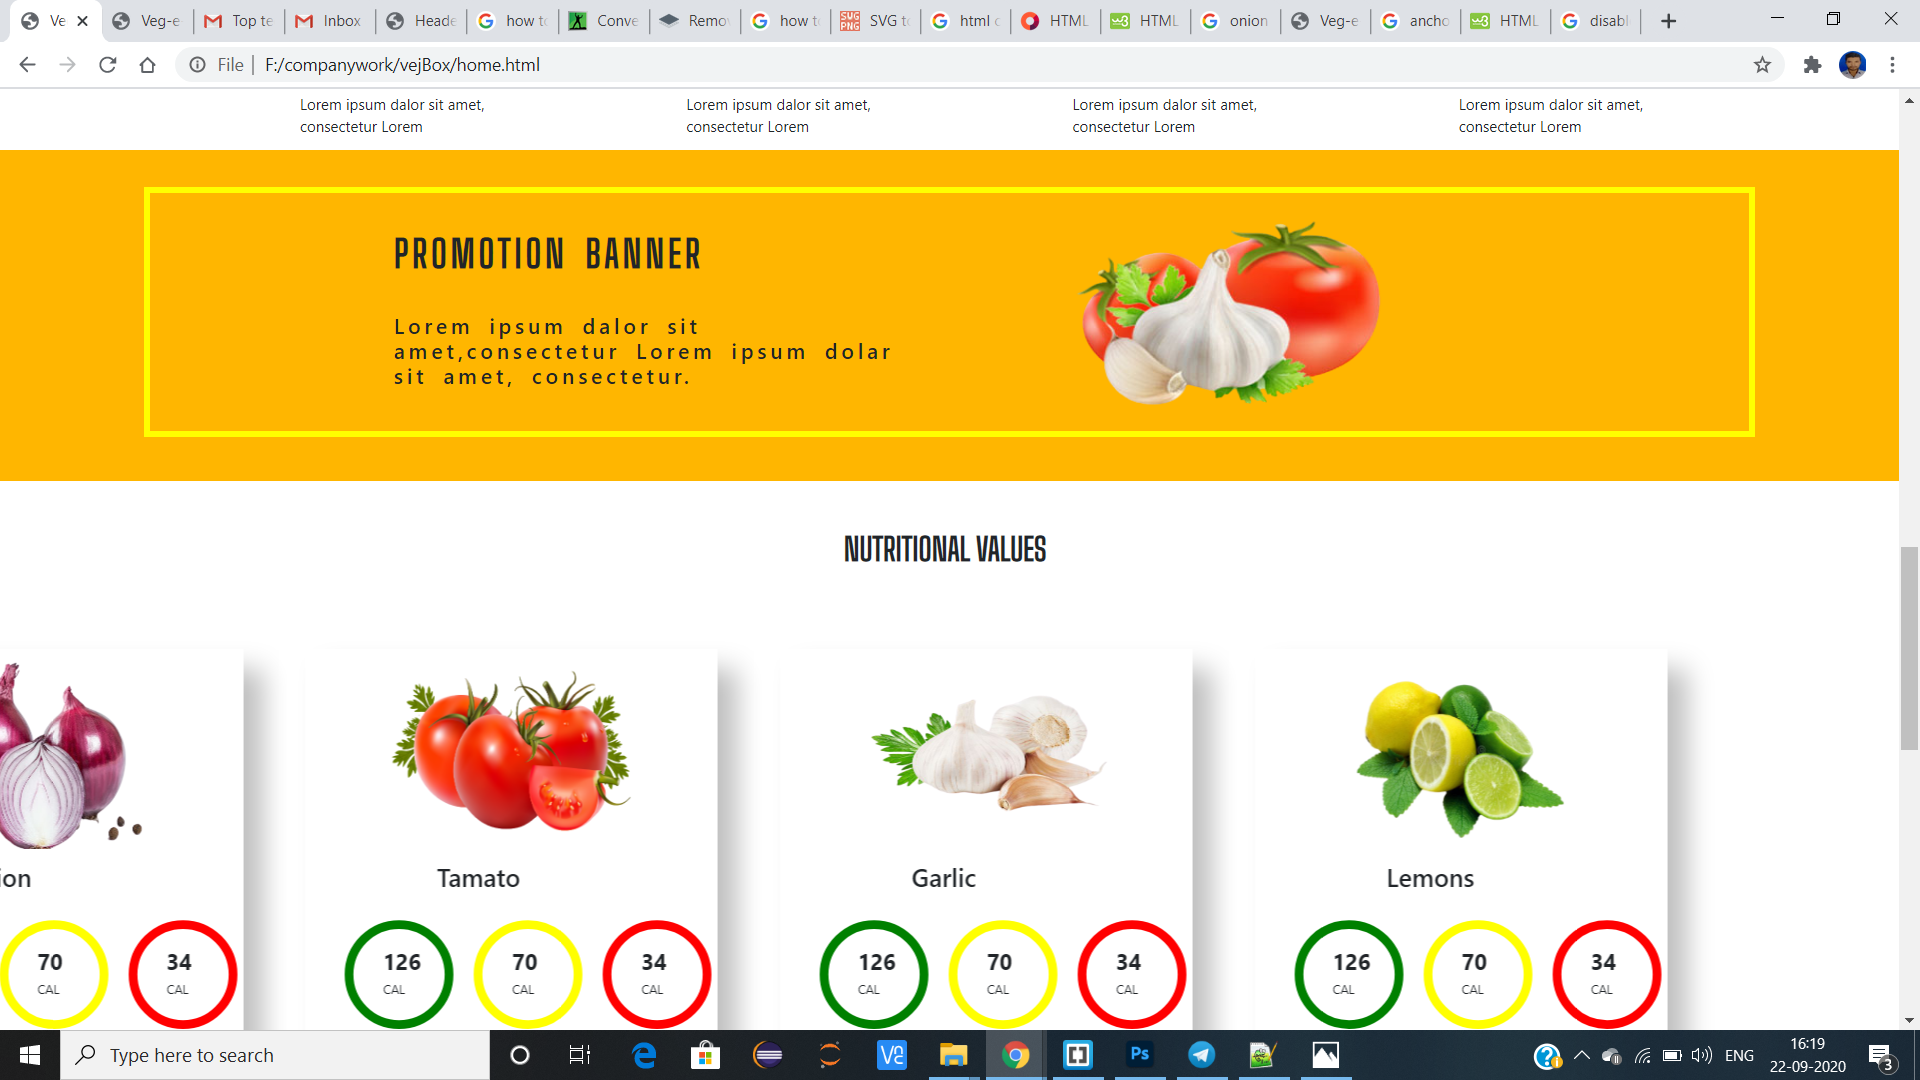 Ve
Veg-e
Top te
Inbox
Heade
how to
Conve
Remo
how to
SVG to
html c
HTML
HTML
onion
Veg-e
ancho
HTML
disabl
File
F:/companywork/vejBox/home.html
Lorem ipsum dalor sit amet,
consectetur Lorem
Lorem ipsum dalor sit amet,
consectetur Lorem
Lorem ipsum dalor sit amet,
consectetur Lorem
Lorem ipsum dalor sit amet,
consectetur Lorem
PROMOTION BANNER
Lorem ipsum dalor sit
amet,consectetur Lorem ipsum dolar
sit amet, consectetur.
NUTRITIONAL VALUES
ion
Tamato
Garlic
Lemons
70
CAL
34
CAL
126
CAL
70
CAL
34
CAL
126
CAL
70
CAL
34
CAL
126
CAL
70
CAL
34
CAL
Type here to search
Ps
ENG
16:19
22-09-2020
3